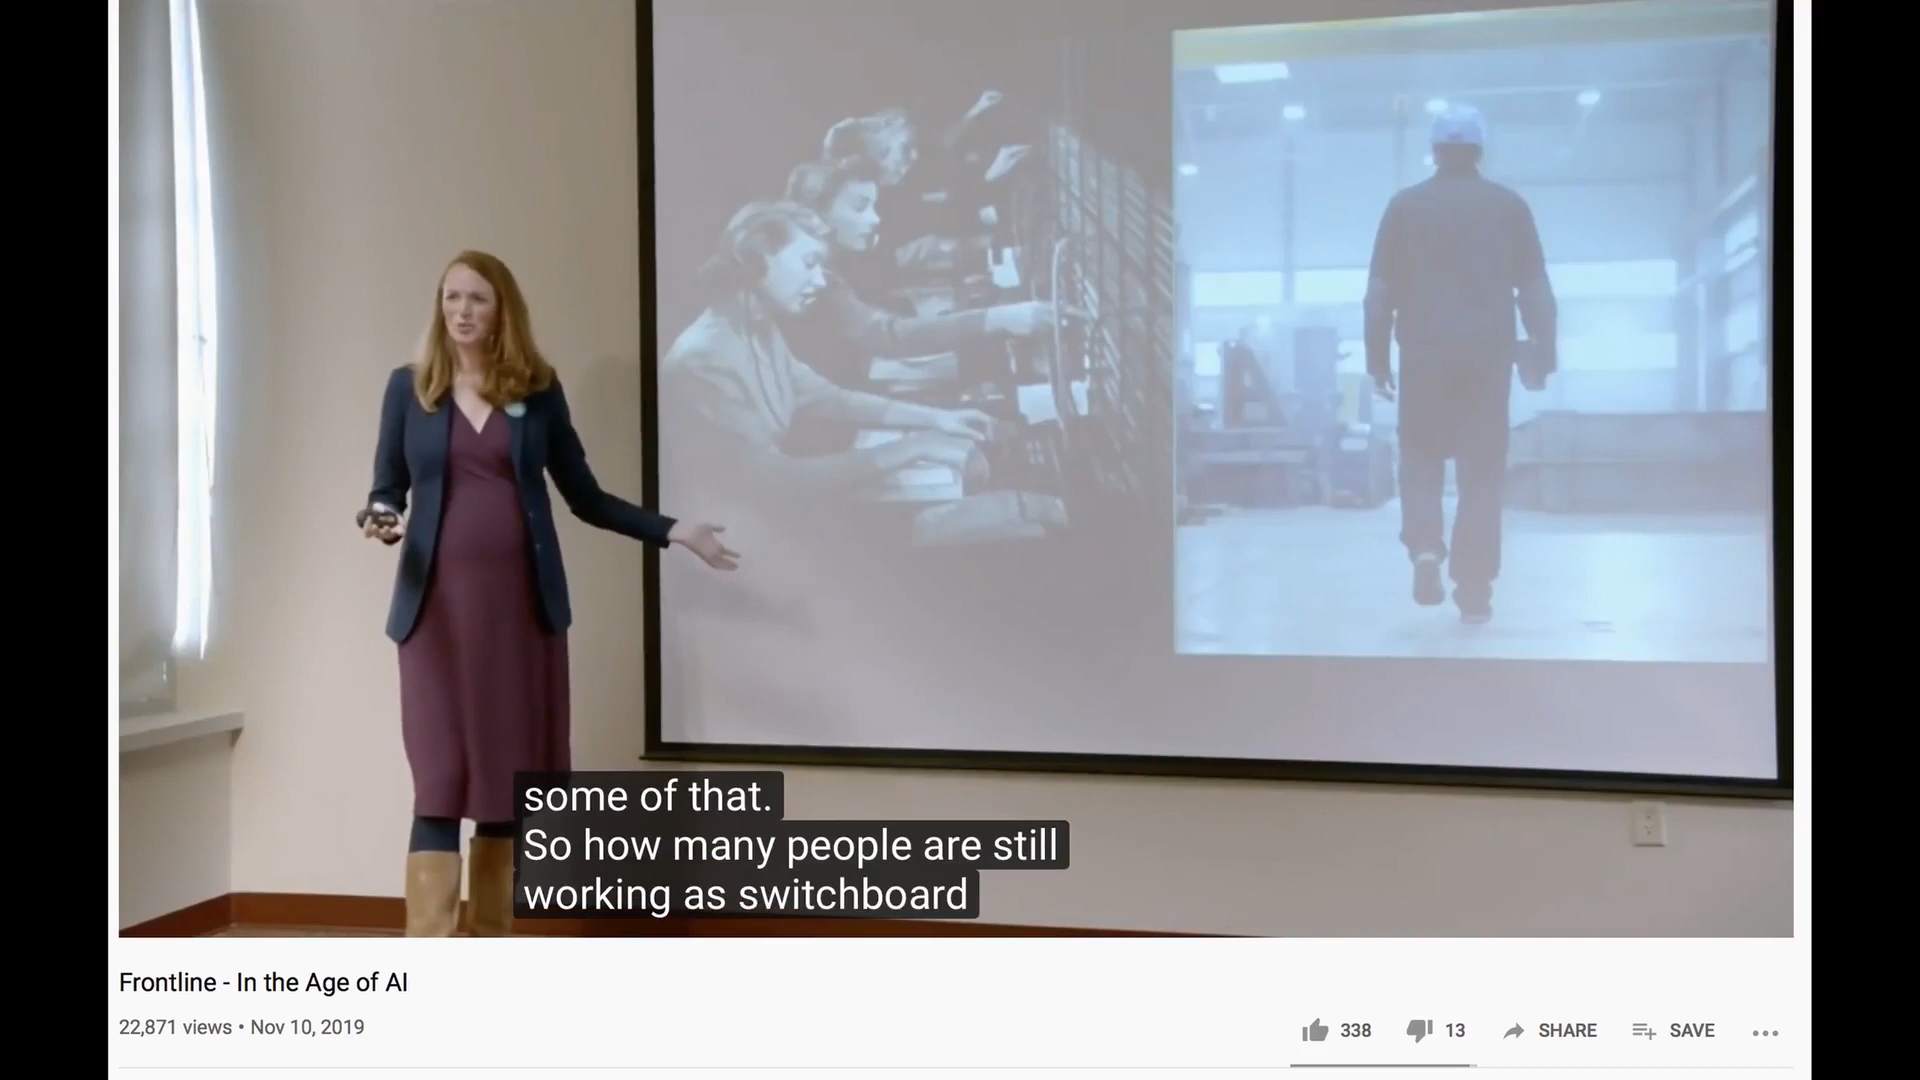 some of that.
So how many people are still
working as switchboard
Frontline - In the Age of AI
22,871 views • Nov 10, 2019
338 13 SHARE SAVE